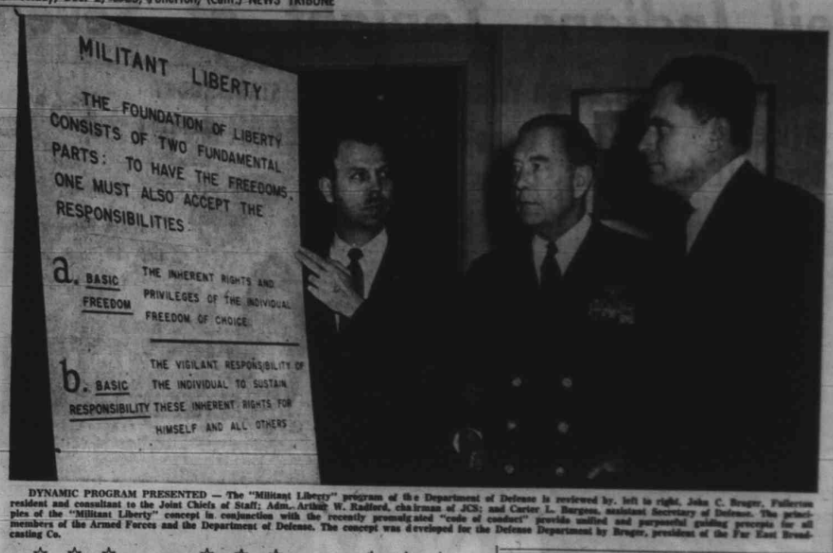 NEWS TRIBUNE
MILITANT LIBERTY
THE FOUNDATION OF LIBERTY
CONSISTS OF TWO FUNDAMENTAL
PARTS: TO HAVE THE FREEDOMS,
ONE MUST ALSO ACCEPT THE
RESPONSIBILITIES.
a. BASIC FREEDOM
THE INHERENT RIGHTS AND
PRIVILEGES OF THE INDIVIDUAL
FREEDOM OF CHOICE.
b. BASIC RESPONSIBILITY
THE VIGILANT RESPONSIBILITY OF
THE INDIVIDUAL TO SUSTAIN
THESE INHERENT RIGHTS FOR
HIMSELF AND ALL OTHERS
DYNAMIC PROGRAM PRESENTED — The "Militant Liberty" program of the Department of Defense is reviewed by, left to right, John C. Broger, Fullerton
resident and consultant to the Joint Chiefs of Staff; Adm. Arthur W. Radford, chairman of JCS; and Carter L. Burgess, assistant Secretary of Defense. The princi-
ples of the "Militant Liberty" concept in conjunction with the recently promulgated "code of conduct" provide unified and purposeful guiding precepts for all
members of the Armed Forces and the Department of Defense. The concept was developed for the Defense Department by Broger, president of the Far East Broad-
casting Co.